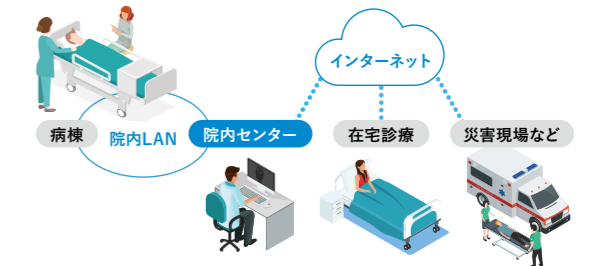 インターネット
病棟
院内LAN
院内センター
在宅診療
災害現場など